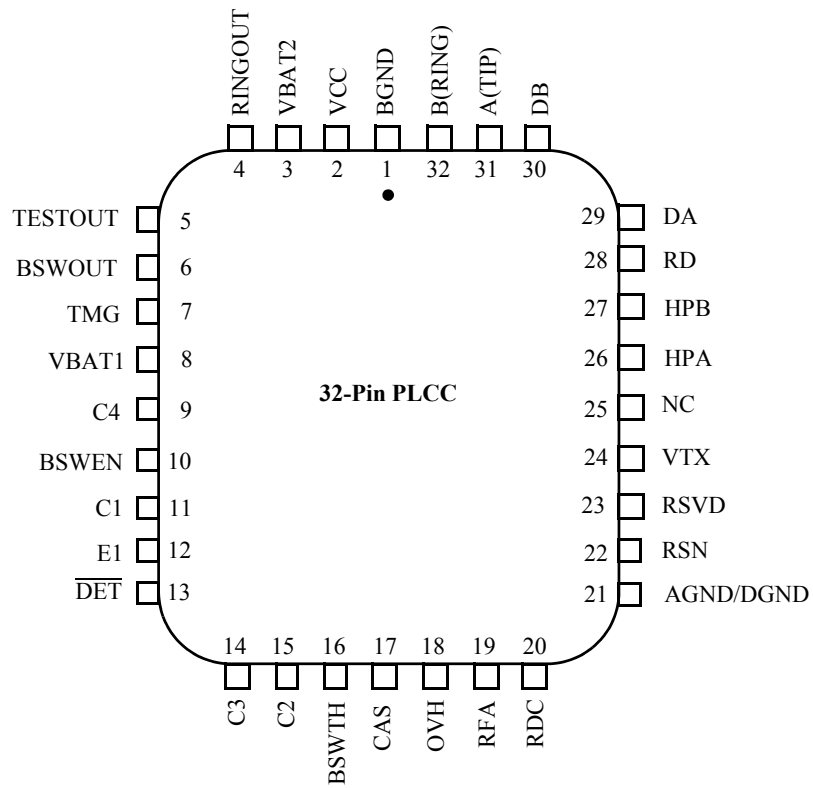 RINGOUT
VBAT2
VCC
BGND
B(RING)
A(TIP)
DB
4 3 2 1 32 31 30
TESTOUT 5
BSWOUT 6
TMG 7
VBAT1 8
C4 9
BSWEN 10
C1 11
E1 12
DET 13
32-Pin PLCC
29 DA
28 RD
27 HPB
26 HPA
25 NC
24 VTX
23 RSVD
22 RSN
21 AGND/DGND
14 15 16 17 18 19 20
C3
C2
BSWTH
CAS
OVH
RFA
RDC